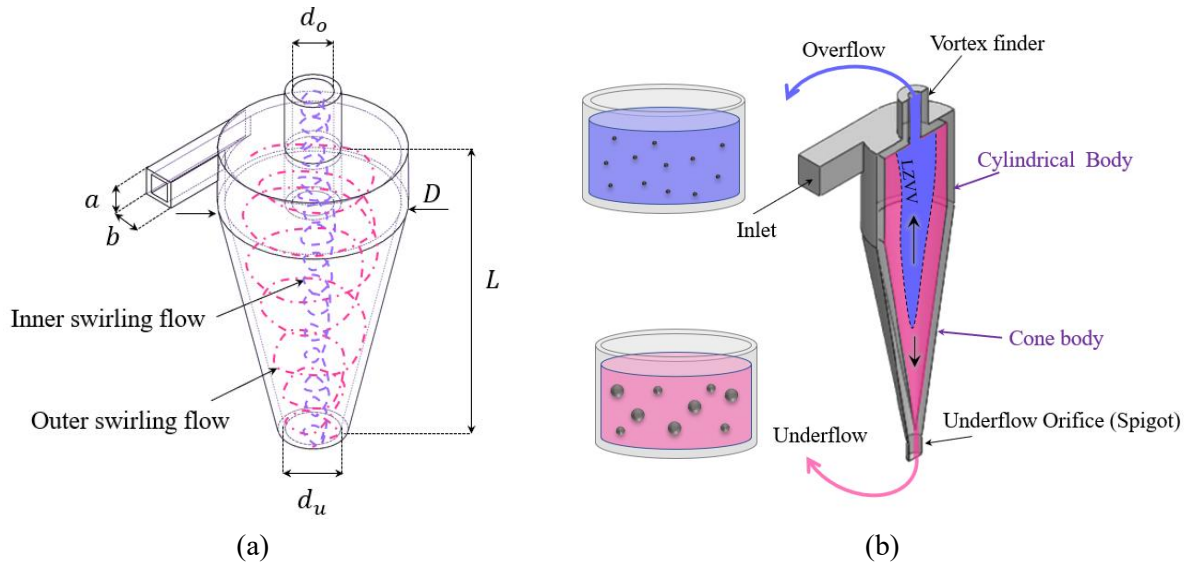 d_o
a
b
D
L
Inner swirling flow
Outer swirling flow
d_u
(a)
Overflow
Vortex finder
LZVV
Cylindrical Body
Inlet
Cone body
Underflow Orifice (Spigot)
Underflow
(b)